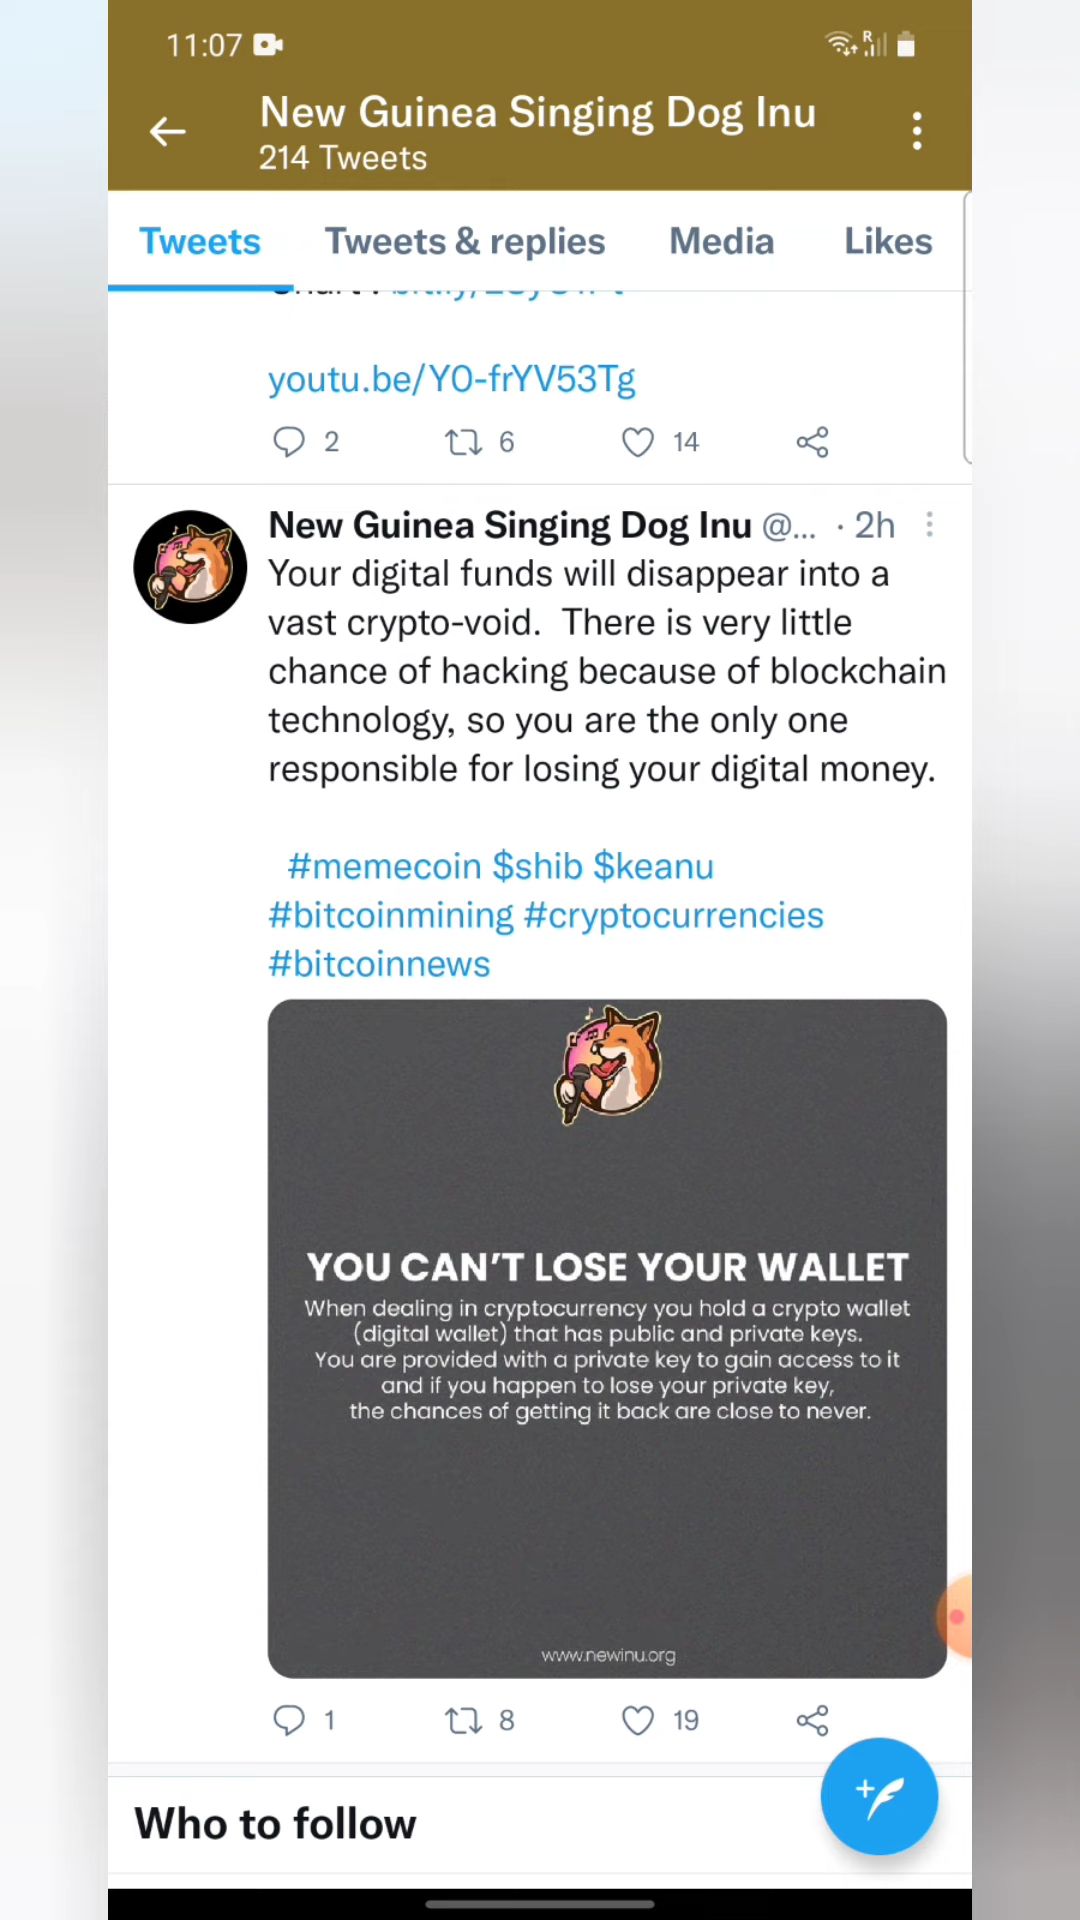 11:07
R
New Guinea Singing Dog Inu
214 Tweets
Tweets Tweets & replies Media Likes
youtu.be/Y0-frYV53Tg
2 6 14
New Guinea Singing Dog Inu @... · 2h
Your digital funds will disappear into a
vast crypto-void. There is very little
chance of hacking because of blockchain
technology, so you are the only one
responsible for losing your digital money.
#memecoin $shib $keanu
#bitcoinmining #cryptocurrencies
#bitcoinnews
YOU CAN'T LOSE YOUR WALLET
When dealing in cryptocurrency you hold a crypto wallet
(digital wallet) that has public and private keys.
You are provided with a private key to gain access to it
and if you happen to lose your private key,
the chances of getting it back are close to never.
www.newinu.org
1 8 19
Who to follow